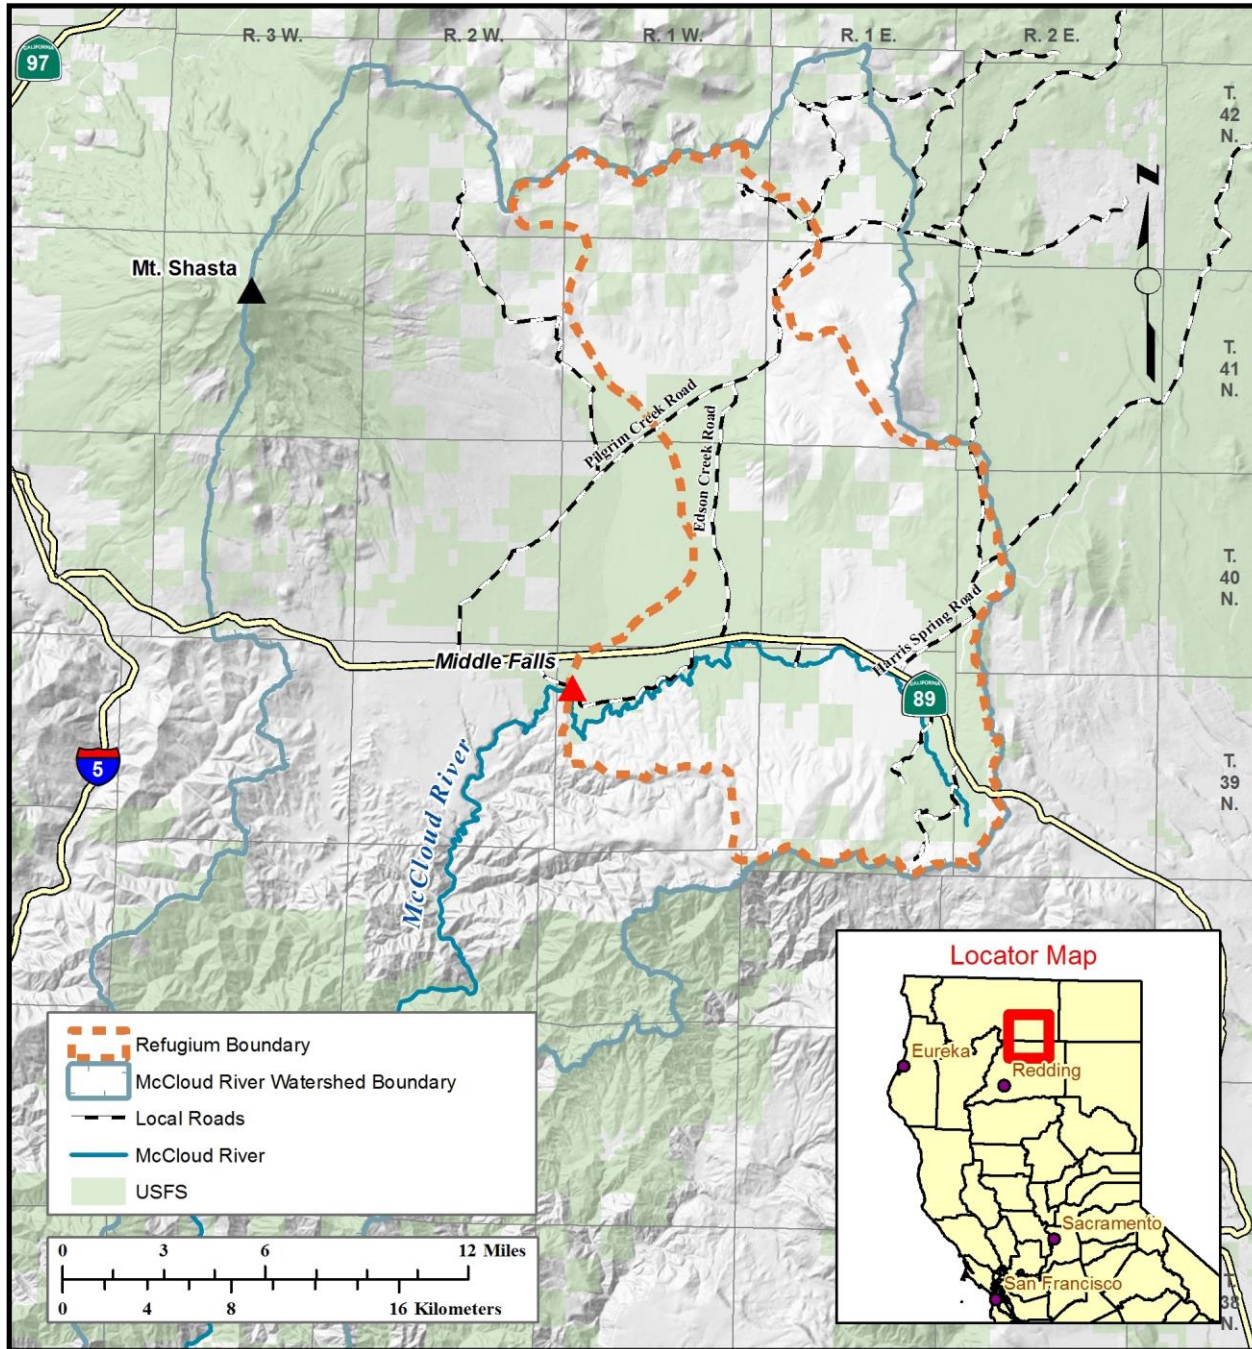 R. 3 W.
R. 2 W.
R. 1 W.
R. 1 E.
R. 2 E.
CALIFORNIA
97
T.
42
N.
N
Mt. Shasta
T.
41
N.
Pilgrim Creek Road
Edson Creek Road
T.
40
N.
Harris Spring Road
Middle Falls
CALIFORNIA
89
5
McCloud River
T.
39
N.
Locator Map
Eureka
Redding
Sacramento
San Francisco
Refugium Boundary
McCloud River Watershed Boundary
Local Roads
McCloud River
USFS
0 3 6 12 Miles
0 4 8 16 Kilometers
T.
38
N.